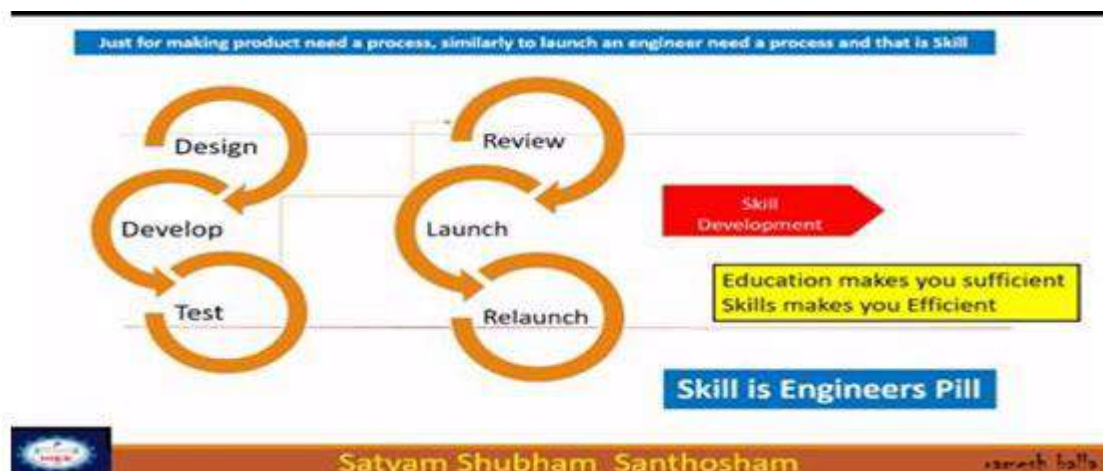 Just for making product need a process, similarly to launch an engineer need a process and that is Skill
Design
Develop
Test
Review
Launch
Relaunch
Skill
Development
Education makes you sufficient
Skills makes you Efficient
Skill is Engineers Pill
Satyam Shubham Santhosham
ramesh balla